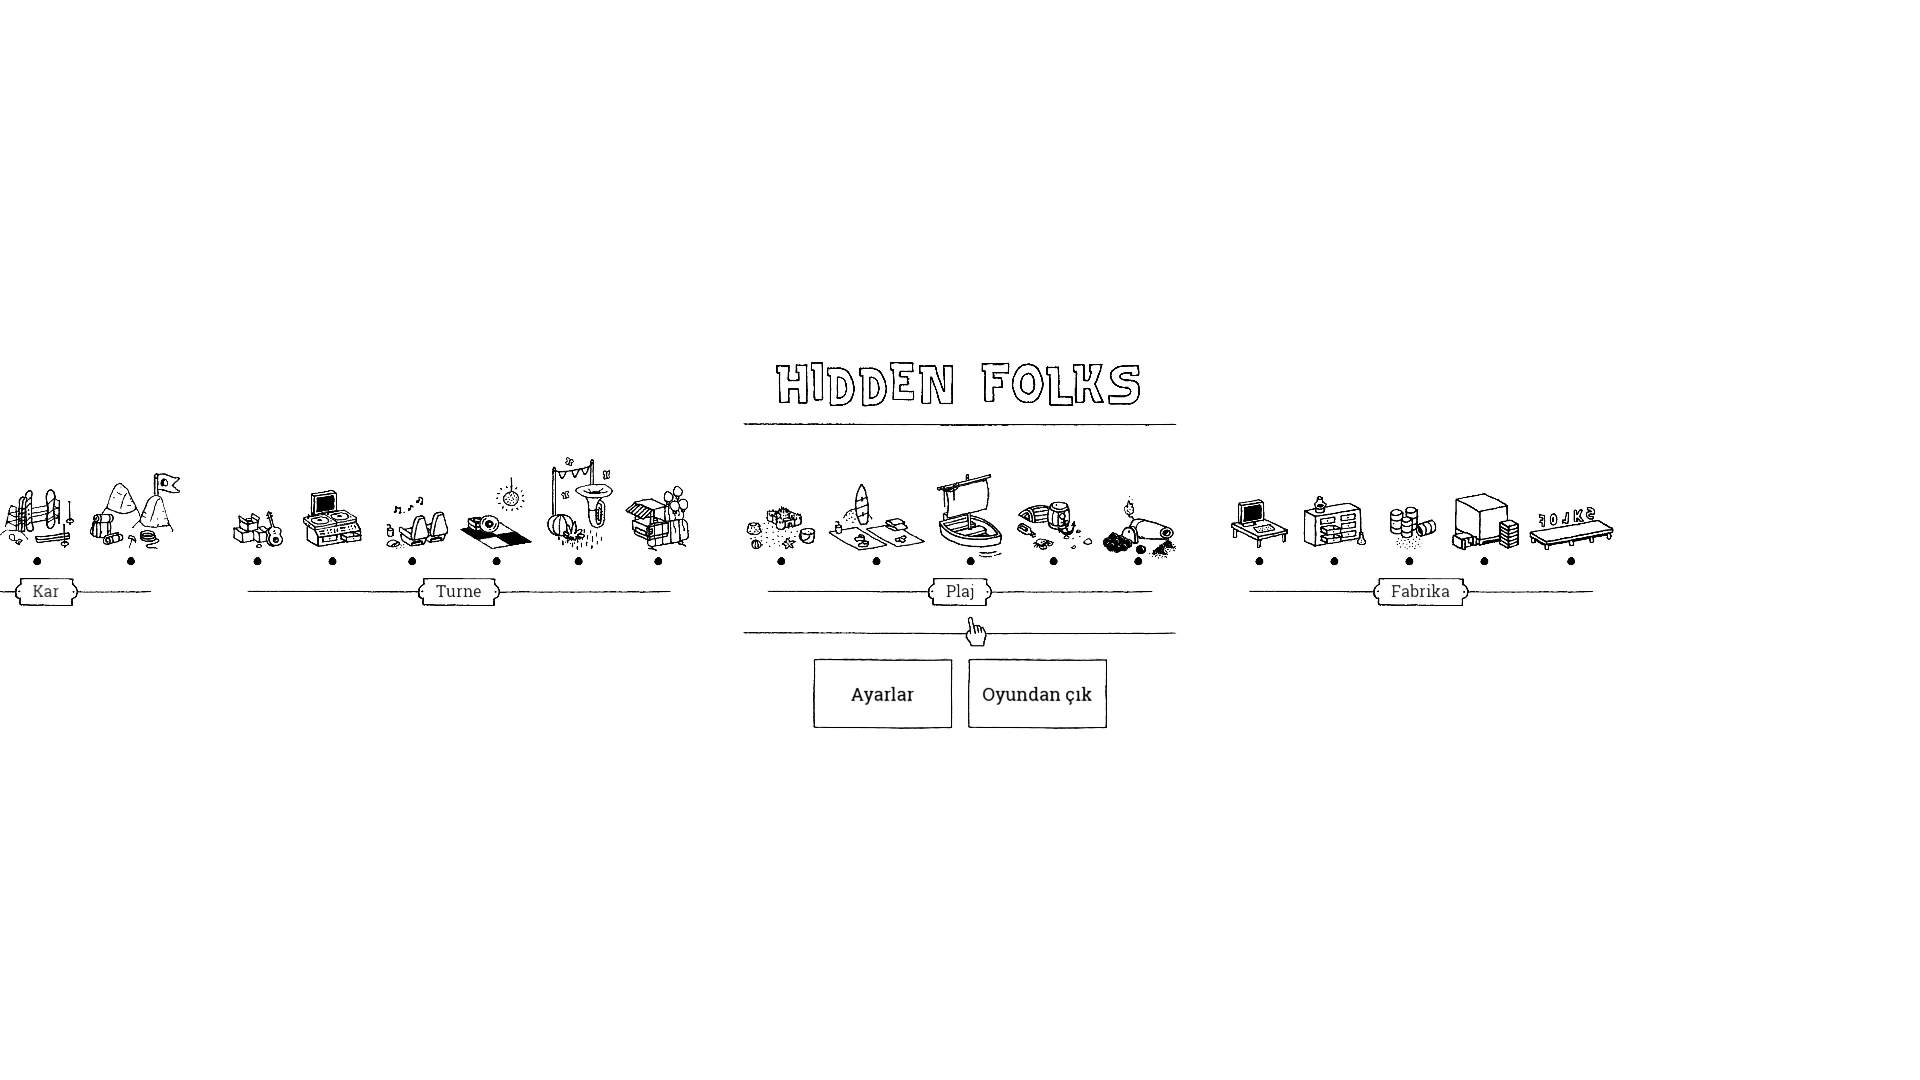 HIDDEN FOLKS
Kar
Turne
Plaj
Fabrika
Ayarlar
Oyundan çık